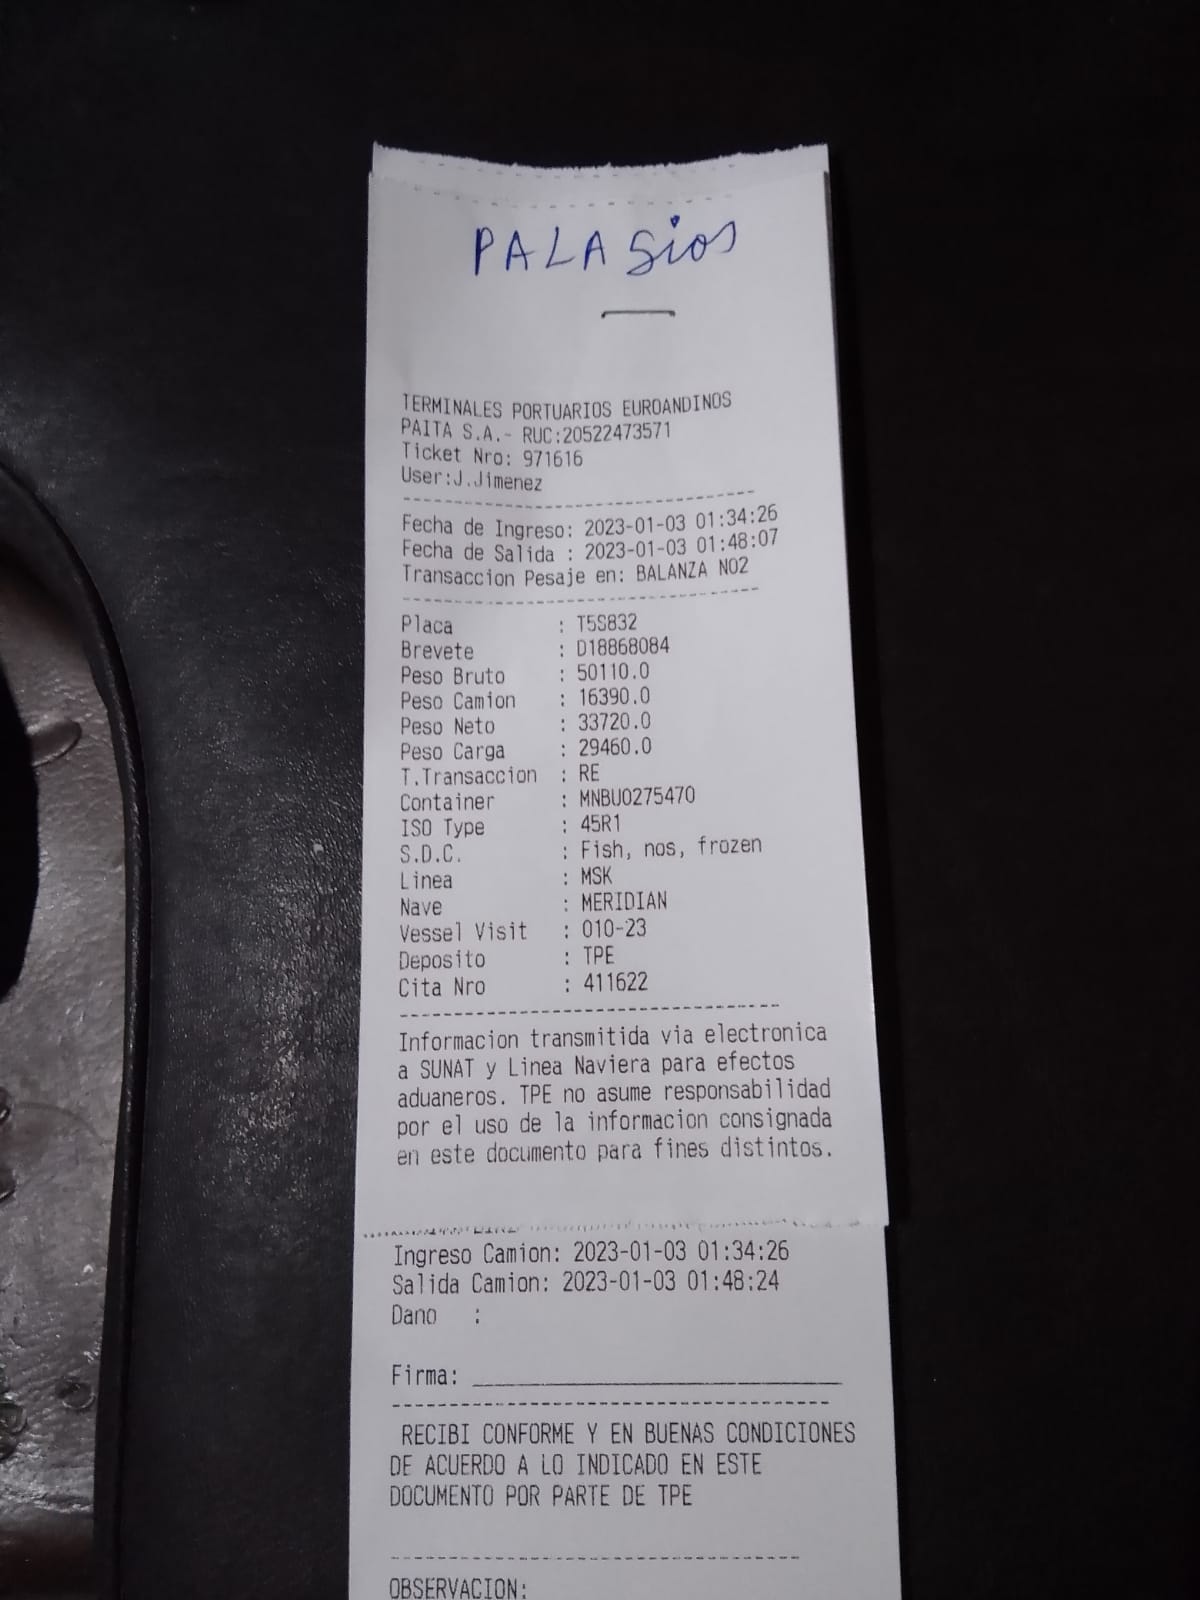 PALAGios
TERMINALES PORTUARIOS EUROANDINOS
PAITA S.A.- RUC:20522473571
Ticket Nro: 971616
User:J.Jimenez
Fecha de Ingreso: 2023-01-03 01:34:26
Fecha de Salida : 2023-01-03 01:48:07
Transaccion Pesaje en: BALANZA NO2
Placa : T5S832
Brevete : D18868084
Peso Bruto : 50110.0
Peso Camion : 16390.0
Peso Neto : 33720.0
Peso Carga : 29460.0
T.Transaccion : RE
Container : MNBU0275470
ISO Type : 45R1
S.D.C. : Fish, nos, frozen
Linea : MSK
Nave : MERIDIAN
Vessel Visit : 010-23
Deposito : TPE
Cita Nro : 411622
Informacion transmitida via electronica
a SUNAT y Linea Naviera para efectos
aduaneros. TPE no asume responsabilidad
por el uso de la informacion consignada
en este documento para fines distintos.
Ingreso Camion: 2023-01-03 01:34:26
Salida Camion: 2023-01-03 01:48:24
Dano :
Firma:
RECIBI CONFORME Y EN BUENAS CONDICIONES
DE ACUERDO A LO INDICADO EN ESTE
DOCUMENTO POR PARTE DE TPE
OBSERVACION: